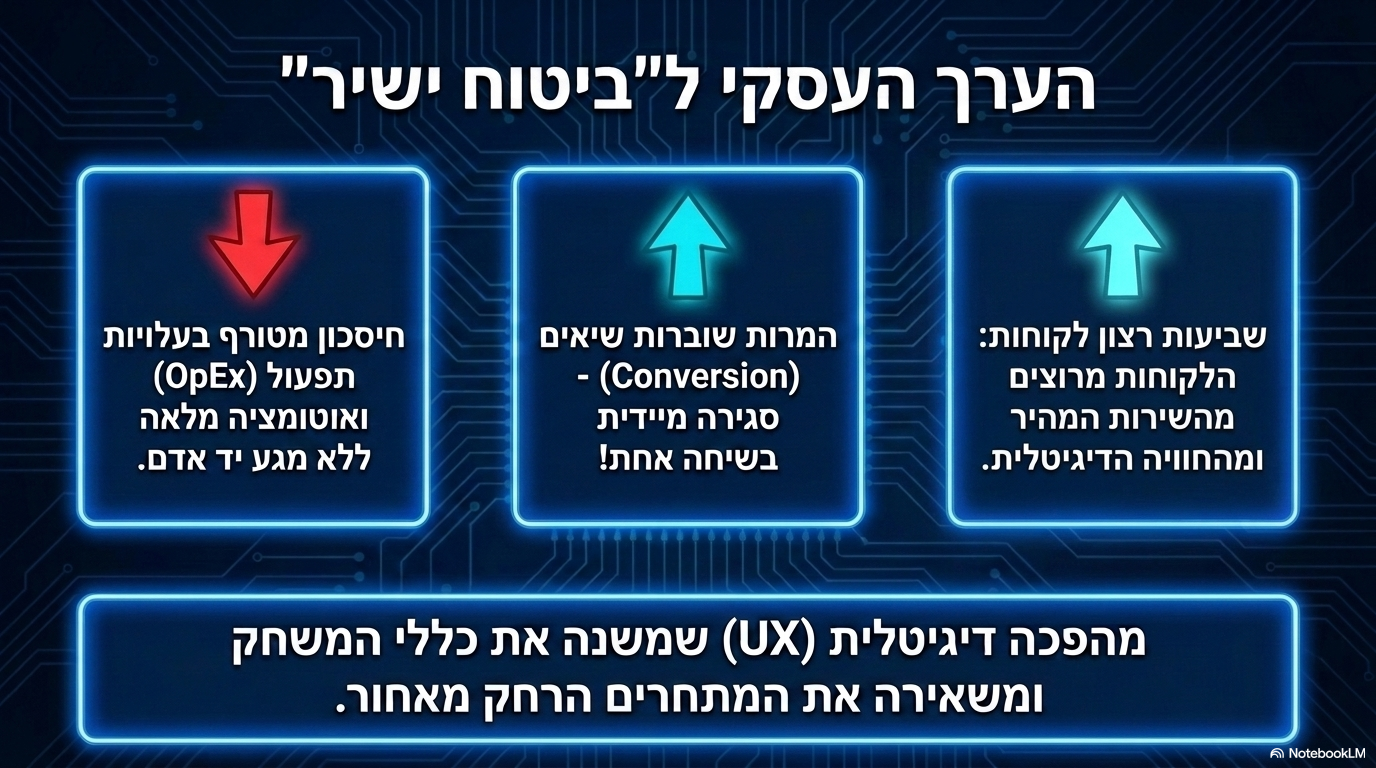 הערך העסקי ל"ביטוח ישיר"
שביעות רצון לקוחות:
הלקוחות מרוצים
מהשירות המהיר
ומהחוויה הדיגיטלית.
המרות שוברות שיאים
(Conversion) -
סגירה מיידית
בשיחה אחת!
חיסכון מטורף בעלויות
תפעול (OpEx)
ואוטומציה מלאה
ללא מגע יד אדם.
מהפכה דיגיטלית (UX) שמשנה את כללי המשחק
ומשאירה את המתחרים הרחק מאחור.
NotebookLM